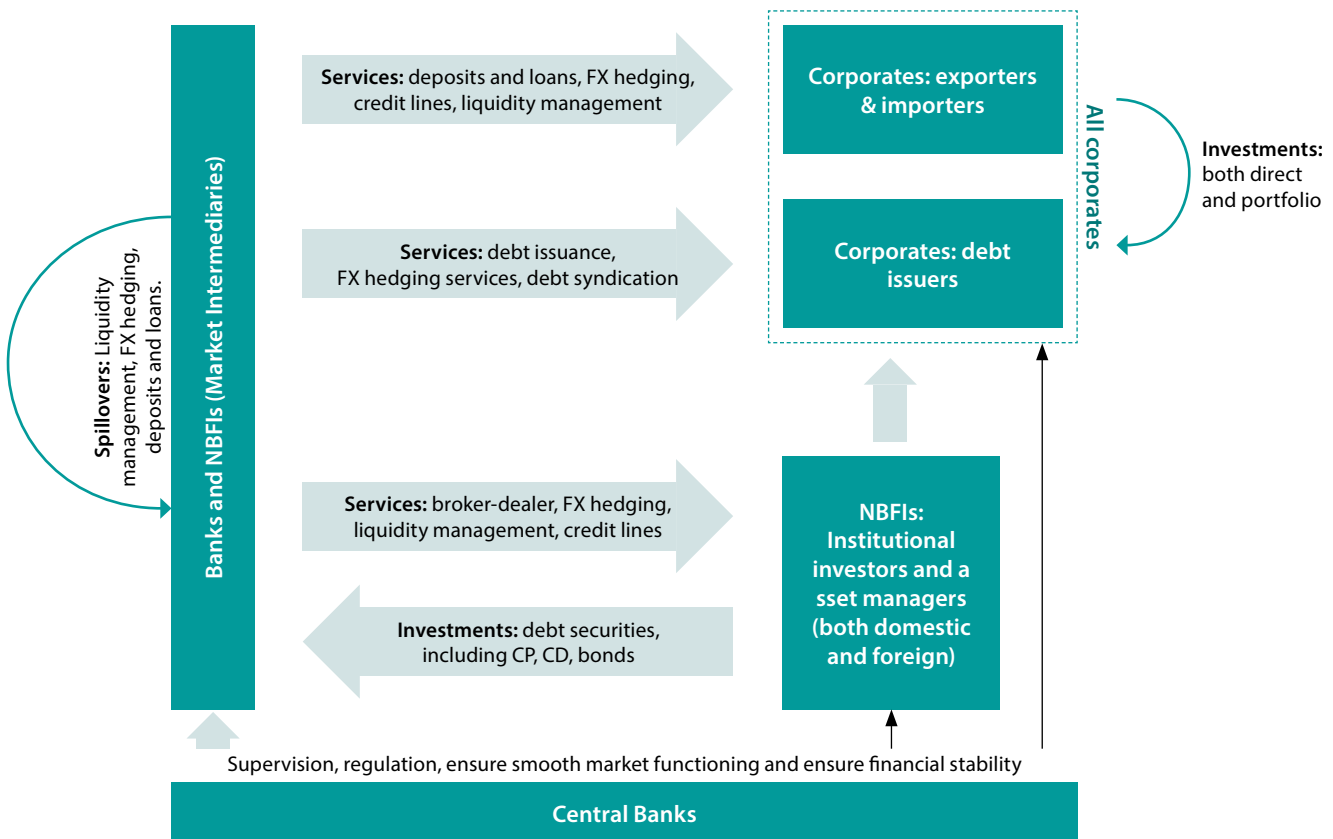 Services: deposits and loans, FX hedging,
credit lines, liquidity management
Corporates: exporters
& importers
All corporates
Investments:
both direct
and portfolio
Banks and NBFIs (Market Intermediaries)
Spillovers: Liquidity
management, FX hedging,
deposits and loans.
Services: debt issuance,
FX hedging services, debt syndication
Corporates: debt
issuers
Services: broker-dealer, FX hedging,
liquidity management, credit lines
NBFIs:
Institutional
investors and a
sset managers
(both domestic
and foreign)
Investments: debt securities,
including CP, CD, bonds
Supervision, regulation, ensure smooth market functioning and ensure financial stability
Central Banks